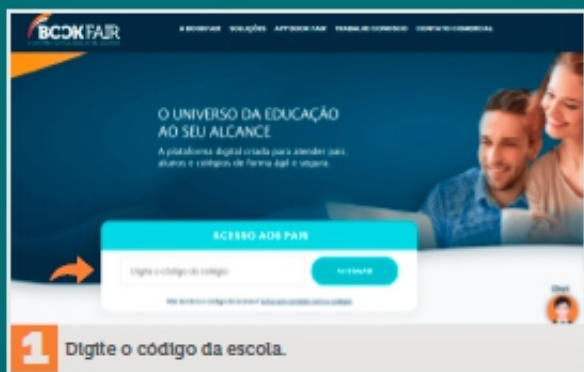 BOOKFAIR
A BOOKFAIR SOLUÇÕES APP BOOK FAIR TRABALHE CONOSCO CONTATO COMERCIAL
O UNIVERSO DA EDUCAÇÃO
AO SEU ALCANCE
A plataforma digital criada para atender pais,
alunos e colégios de forma ágil e segura.
ACESSO AOS PAIS
Digite o código do colégio
ACESSAR
Chat
1 Digite o código da escola.